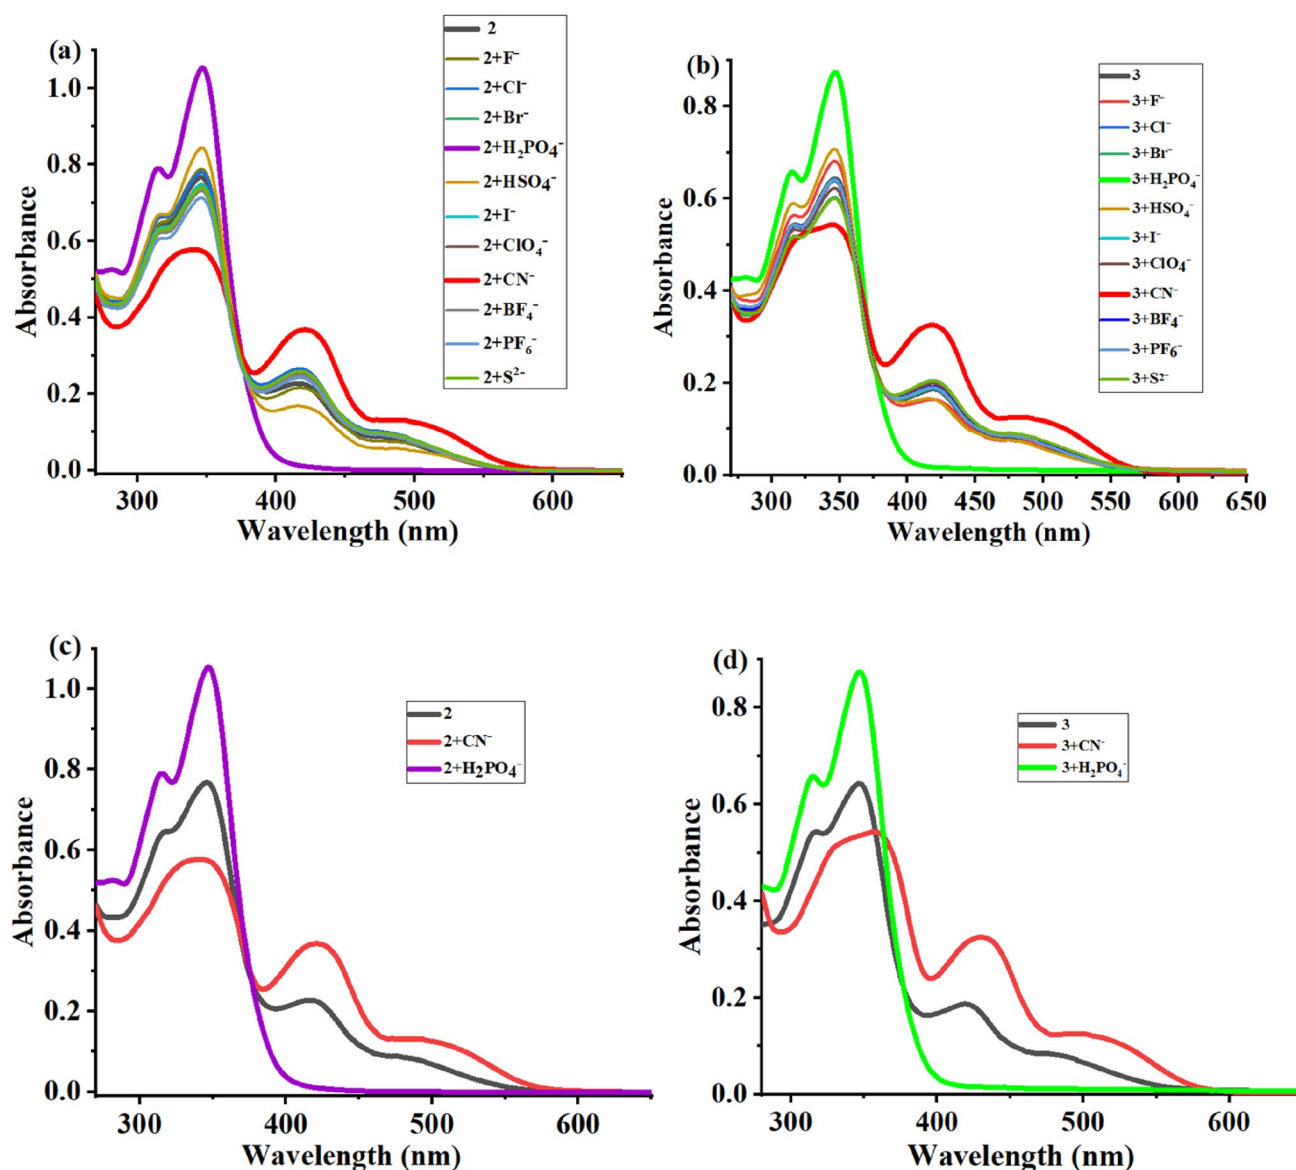 (a)
Absorbance
1.0
0.8
0.6
0.4
0.2
0.0
300 400 500 600
Wavelength (nm)
2
2+F⁻
2+Cl⁻
2+Br⁻
2+H₂PO₄⁻
2+HSO₄⁻
2+I⁻
2+ClO₄⁻
2+CN⁻
2+BF₄⁻
2+PF₆⁻
2+S²⁻
(b)
Absorbance
0.8
0.6
0.4
0.2
0.0
300 350 400 450 500 550 600 650
Wavelength (nm)
3
3+F⁻
3+Cl⁻
3+Br⁻
3+H₂PO₄⁻
3+HSO₄⁻
3+I⁻
3+ClO₄⁻
3+CN⁻
3+BF₄⁻
3+PF₆⁻
3+S²⁻
(c)
Absorbance
1.0
0.8
0.6
0.4
0.2
0.0
300 400 500 600
Wavelength (nm)
2
2+CN⁻
2+H₂PO₄⁻
(d)
Absorbance
0.8
0.6
0.4
0.2
0.0
300 400 500 600
Wavelength (nm)
3
3+CN⁻
3+H₂PO₄⁻